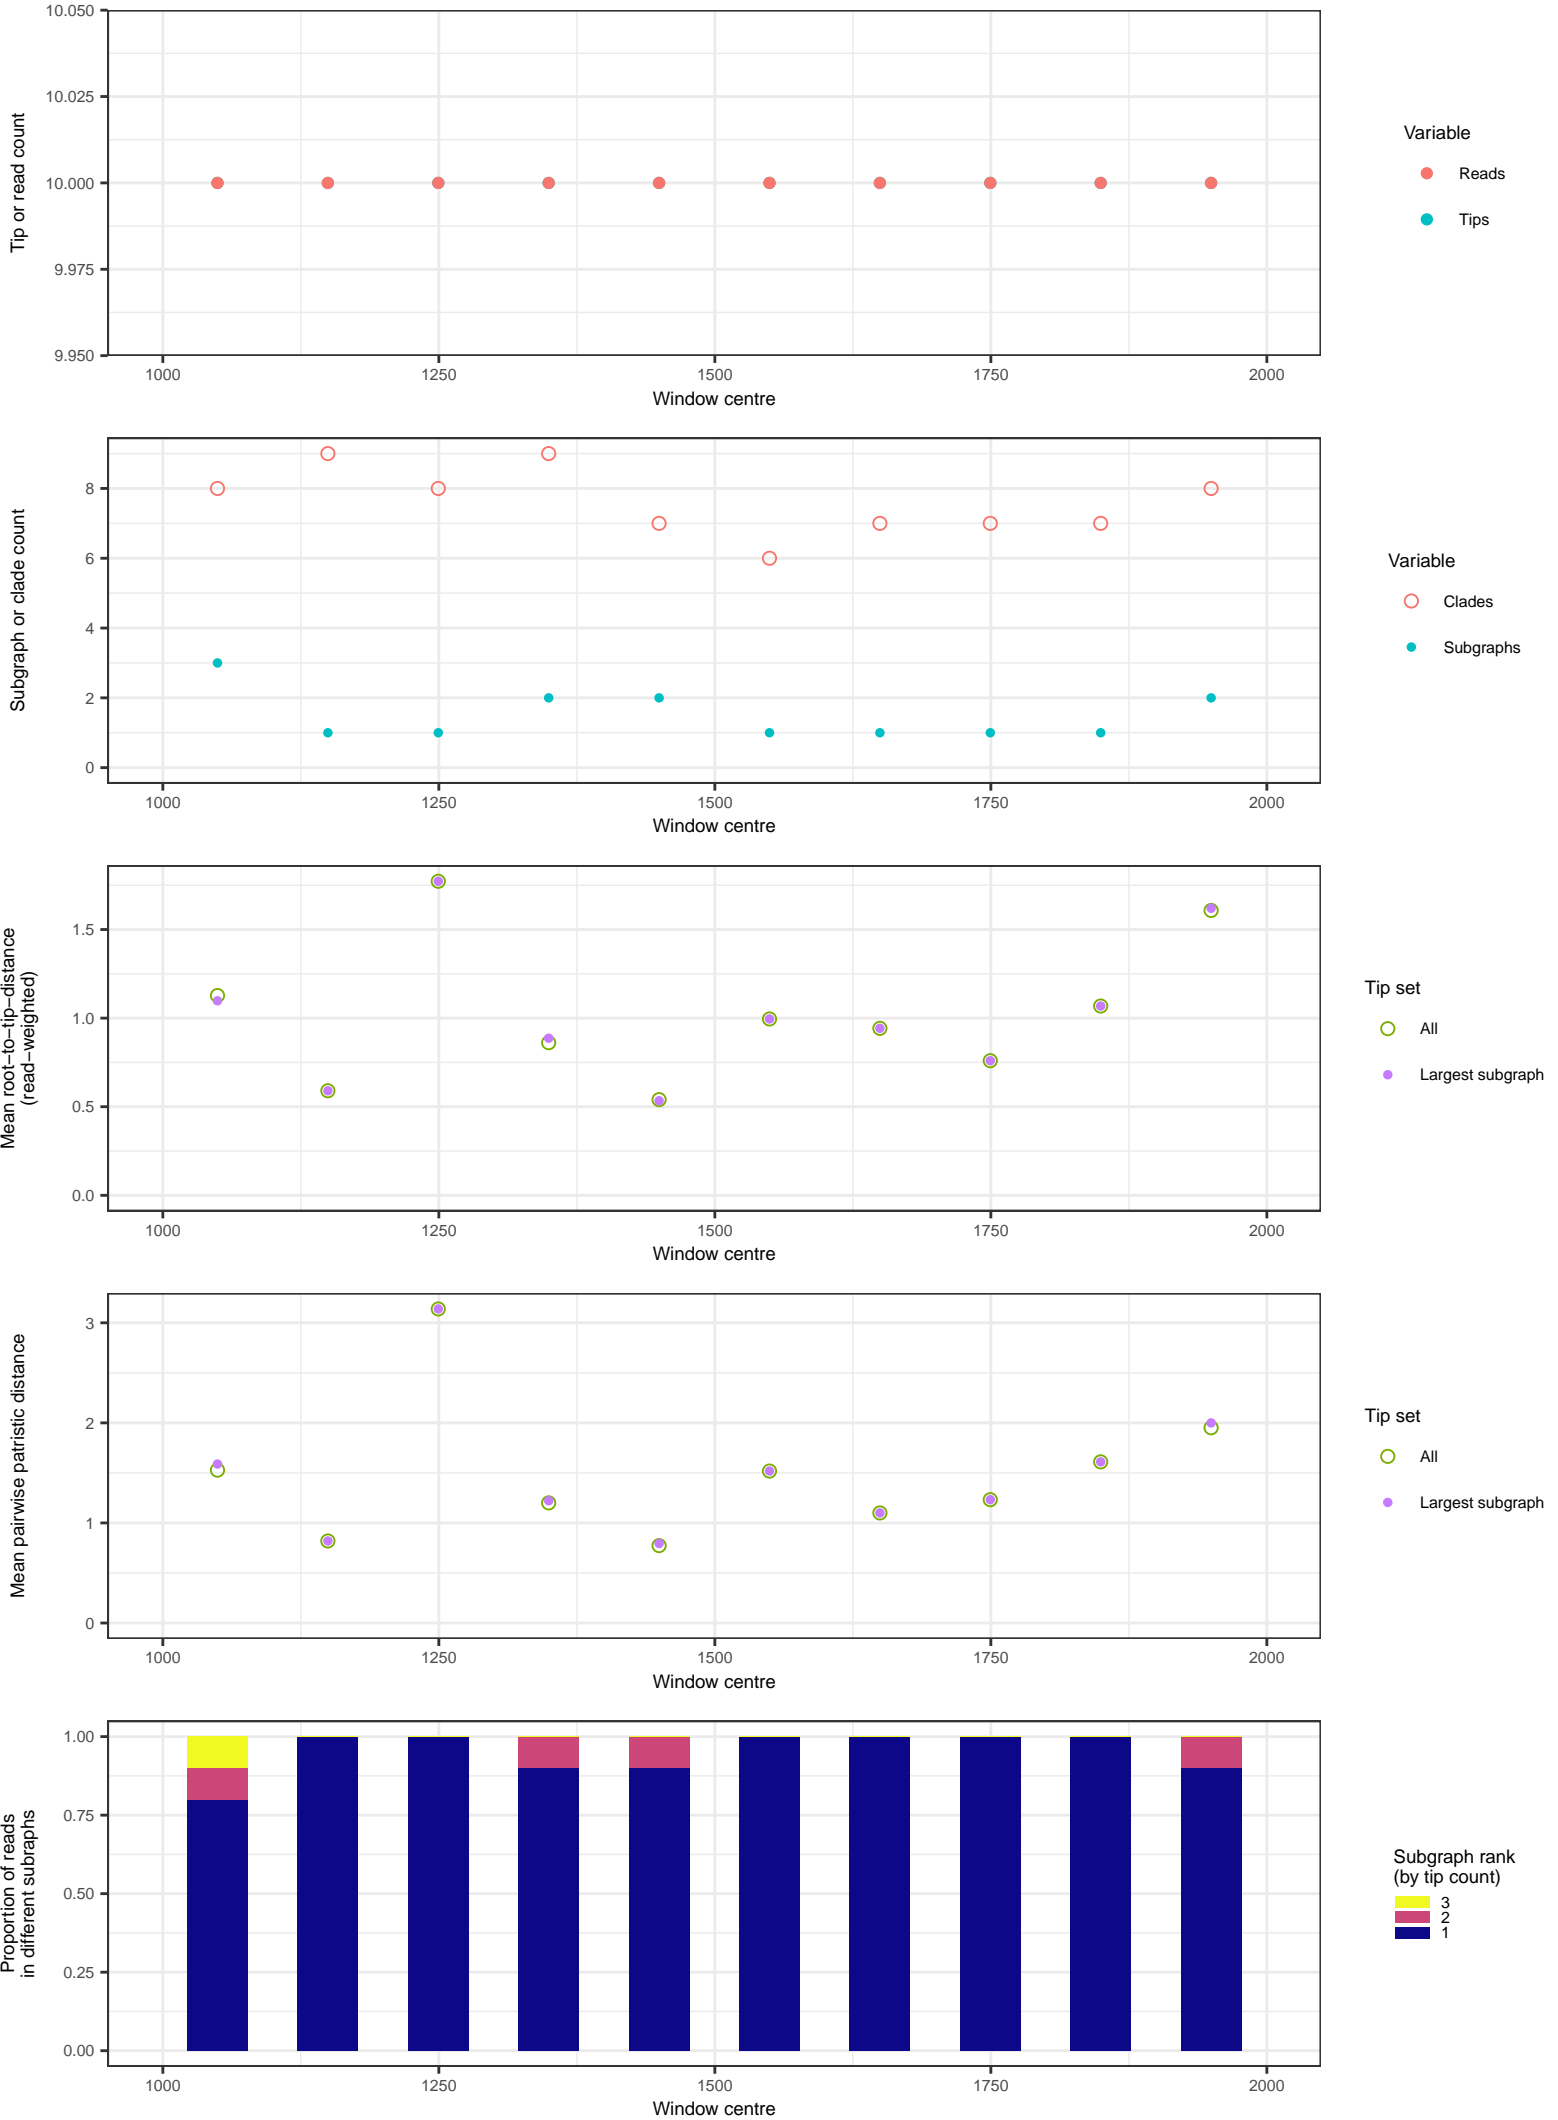 10.050
10.025
10.000
9.975
9.950
Tip or read count
1000 1250 1500 1750 2000
Window centre
Variable
Reads
Tips
8
6
4
2
0
Subgraph or clade count
1000 1250 1500 1750 2000
Window centre
Variable
Clades
Subgraphs
1.5
1.0
0.5
0.0
Mean root−to−tip−distance
(read−weighted)
1000 1250 1500 1750 2000
Window centre
Tip set
All
Largest subgraph
3
2
1
0
Mean pairwise patristic distance
1000 1250 1500 1750 2000
Window centre
Tip set
All
Largest subgraph
1.00
0.75
0.50
0.25
0.00
Proportion of reads
in different subraphs
1000 1250 1500 1750 2000
Window centre
Subgraph rank
(by tip count)
3
2
1